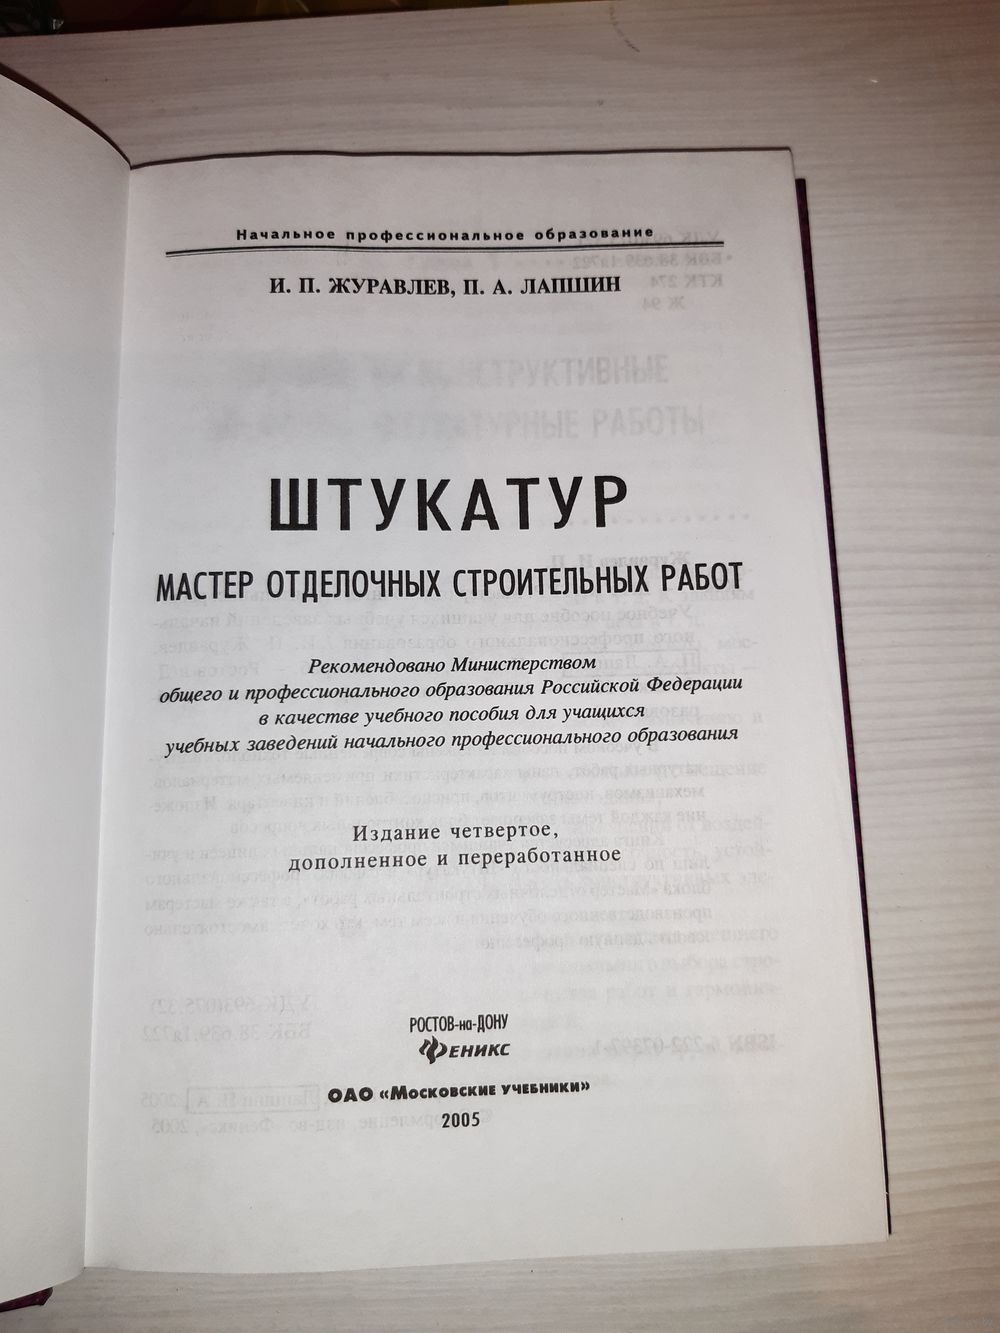 Начальное профессиональное образование
И. П. ЖУРАВЛЕВ, П. А. ЛАПШИН
ШТУКАТУР
МАСТЕР ОТДЕЛОЧНЫХ СТРОИТЕЛЬНЫХ РАБОТ
Рекомендовано Министерством
общего и профессионального образования Российской Федерации
в качестве учебного пособия для учащихся
учебных заведений начального профессионального образования
Издание четвертое,
дополненное и переработанное
РОСТОВ-на-ДОНУ
ФЕНИКС
ОАО «Московские учебники»
2005